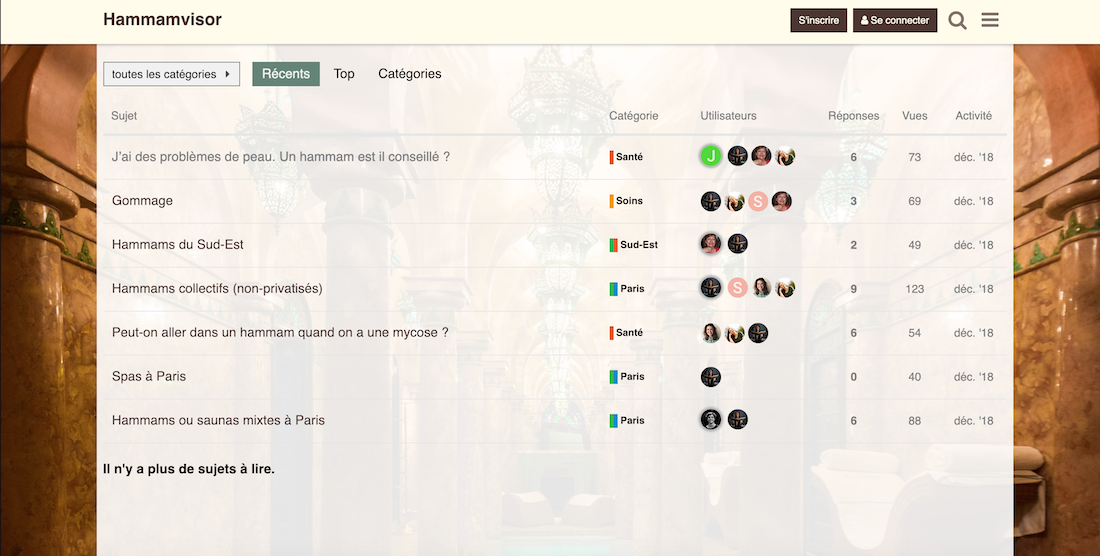 Hammamvisor
S'inscrire Se connecter
toutes les catégories Récents Top Catégories
Sujet Catégorie Utilisateurs Réponses Vues Activité
J'ai des problèmes de peau. Un hammam est il conseillé ? Santé J 6 73 déc. '18
Gommage Soins S 3 69 déc. '18
Hammams du Sud-Est Sud-Est 2 49 déc. '18
Hammams collectifs (non-privatisés) Paris S 9 123 déc. '18
Peut-on aller dans un hammam quand on a une mycose ? Santé 6 54 déc. '18
Spas à Paris Paris 0 40 déc. '18
Hammams ou saunas mixtes à Paris Paris 6 88 déc. '18
Il n'y a plus de sujets à lire.